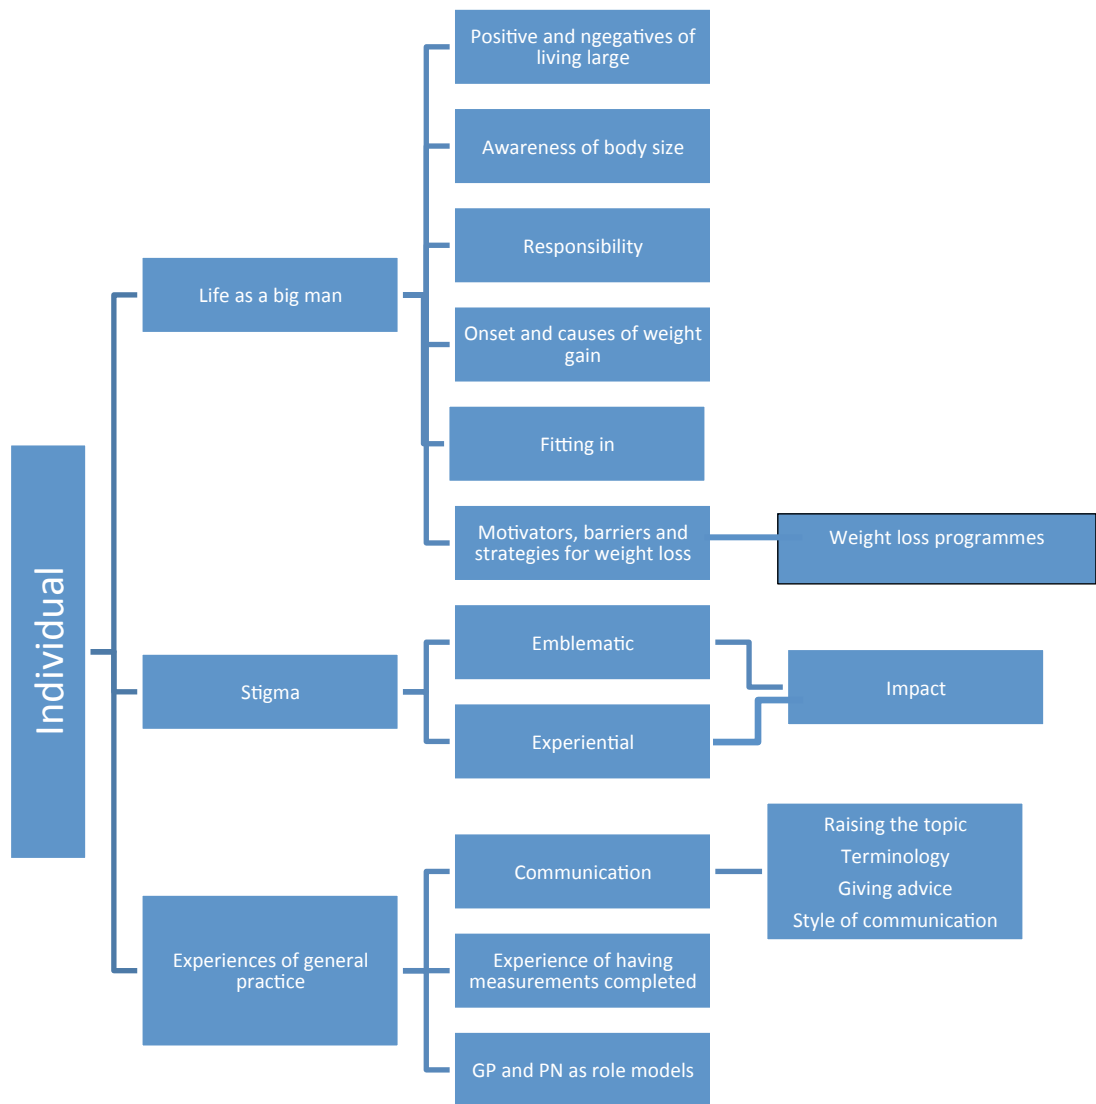 Individual
Life as a big man
Positive and ngegatives of
living large
Awareness of body size
Responsibility
Onset and causes of weight
gain
Fitting in
Motivators, barriers and
strategies for weight loss
Weight loss programmes
Stigma
Emblematic
Experiential
Impact
Experiences of general
practice
Communication
Raising the topic
Terminology
Giving advice
Style of communication
Experience of having
measurements completed
GP and PN as role models